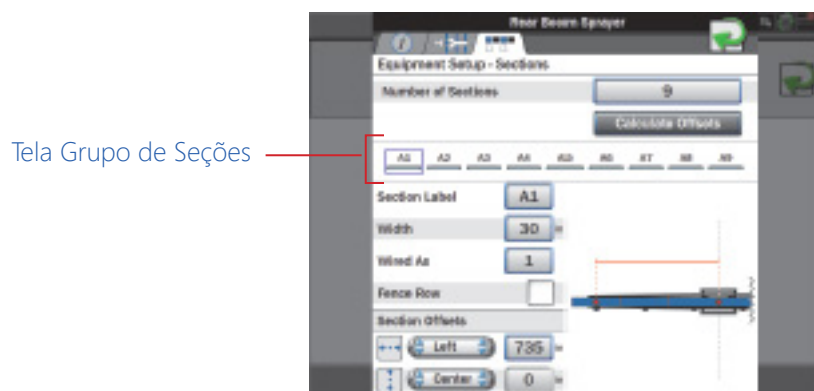 Rear Boom Sprayer
Equipment Setup - Sections
Number of Sections 9
Calculate Offsets
Tela Grupo de Seções
A1 A2 A3 A4 A5 A6 A7 A8 A9
Section Label A1
Width 30
Wired As 1
Fence Row
Section Offsets
Left 735
Center 0